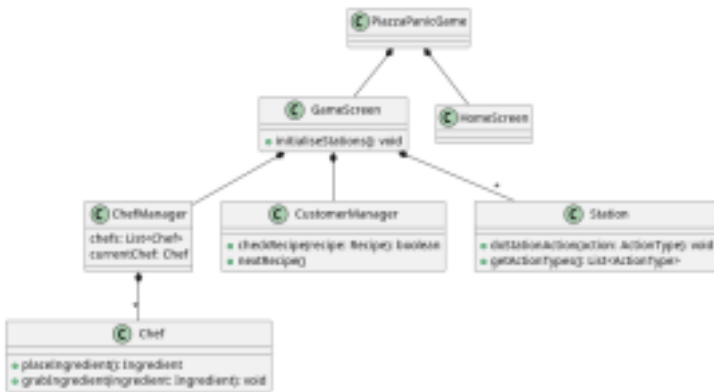 C PiazzaPanicGame
C GameScreen
+ initialiseStations(): void
C HomeScreen
C ChefManager
chefs: List<Chef>
currentChef: Chef
C CustomerManager
+ checkRecipe(recipe: Recipe): boolean
+ nextRecipe()
*
C Station
+ doStationAction(action: ActionType): void
+ getActionTypes(): List<ActionType>
*
C Chef
+ placeIngredient(): Ingredient
+ grabIngredient(ingredient: Ingredient): void